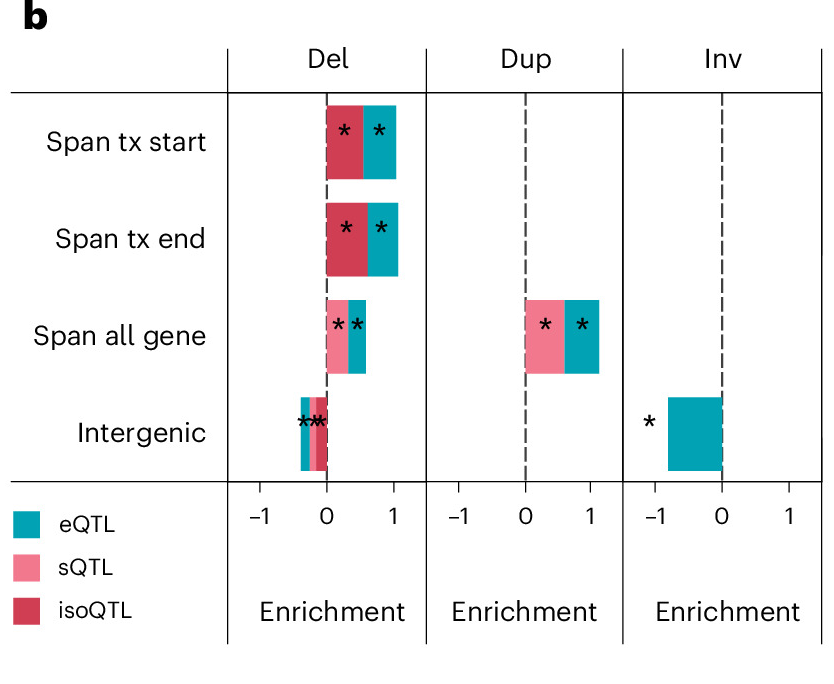 b
Del Dup Inv
Span tx start * *
Span tx end * *
Span all gene * * * *
Intergenic *** *
–1 0 1 –1 0 1 –1 0 1
eQTL
sQTL
isoQTL
Enrichment Enrichment Enrichment